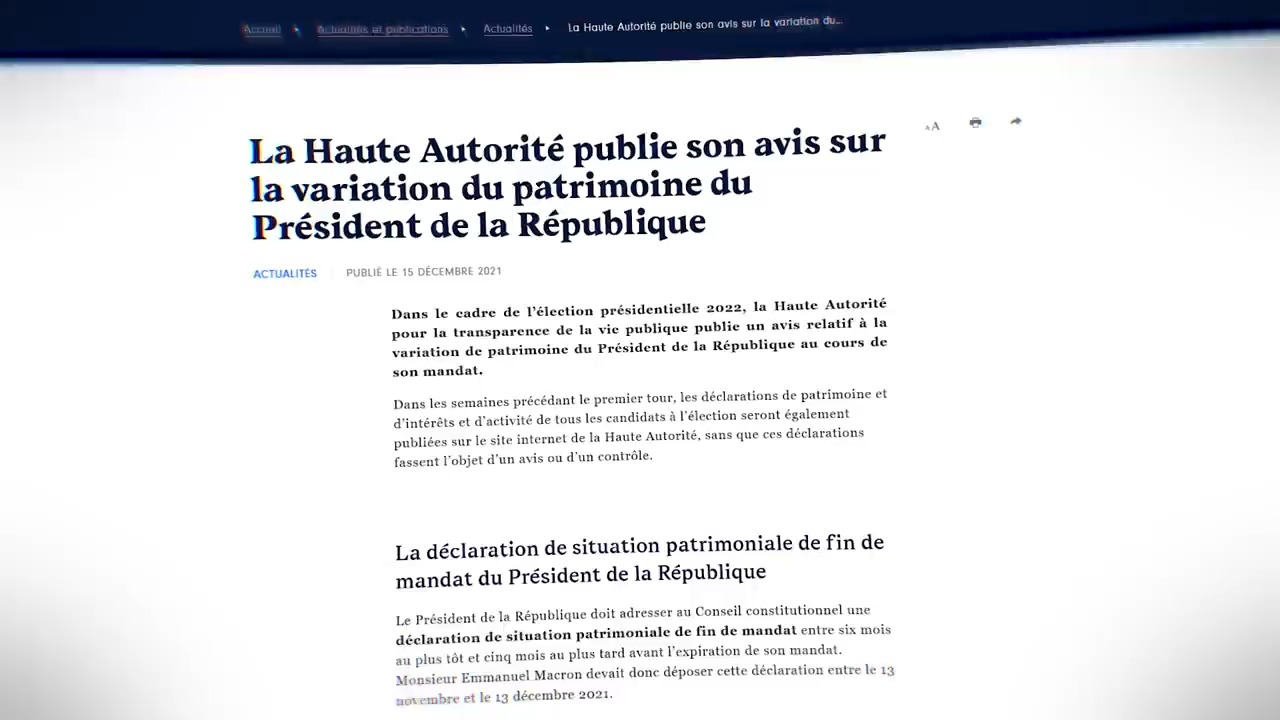 Accueil ▸ Actualités et publications ▸ Actualités ▸ La Haute Autorité publie son avis sur la variation du...
La Haute Autorité publie son avis sur
la variation du patrimoine du
Président de la République
AA
ACTUALITÉS | PUBLIÉ LE 15 DÉCEMBRE 2021
Dans le cadre de l'élection présidentielle 2022, la Haute Autorité
pour la transparence de la vie publique publie un avis relatif à la
variation de patrimoine du Président de la République au cours de
son mandat.
Dans les semaines précédant le premier tour, les déclarations de patrimoine et
d'intérêts et d'activité de tous les candidats à l'élection seront également
publiées sur le site internet de la Haute Autorité, sans que ces déclarations
fassent l'objet d'un avis ou d'un contrôle.
La déclaration de situation patrimoniale de fin de
mandat du Président de la République
Le Président de la République doit adresser au Conseil constitutionnel une
déclaration de situation patrimoniale de fin de mandat entre six mois
au plus tôt et cinq mois au plus tard avant l'expiration de son mandat.
Monsieur Emmanuel Macron devait donc déposer cette déclaration entre le 13
novembre et le 13 décembre 2021.